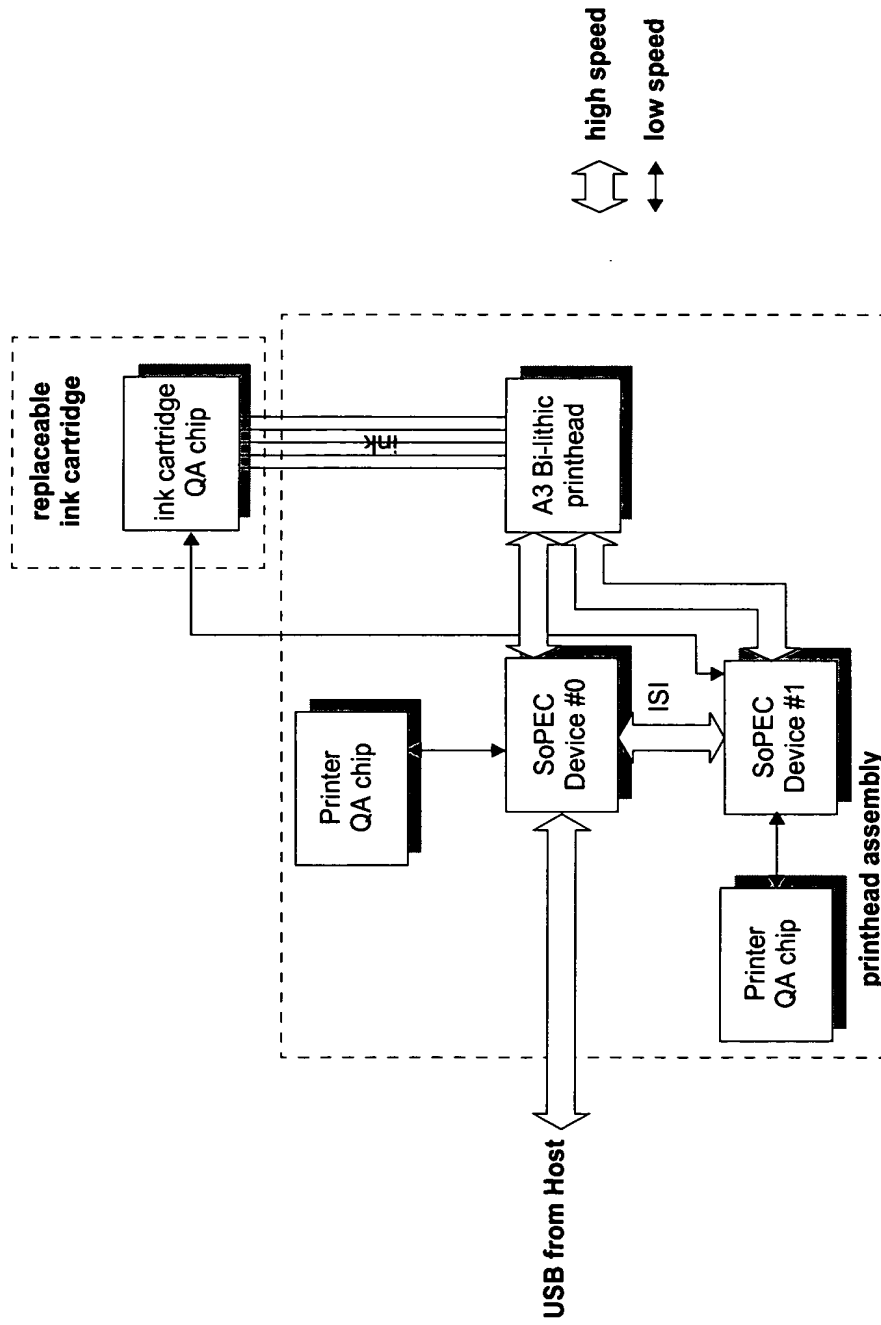 replaceable
ink cartridge
ink cartridge
QA chip
ink
Printer
QA chip
SoPEC
Device #0
A3 Bi-lithic
printhead
USB from Host
ISI
Printer
QA chip
SoPEC
Device #1
printhead assembly
high speed
low speed